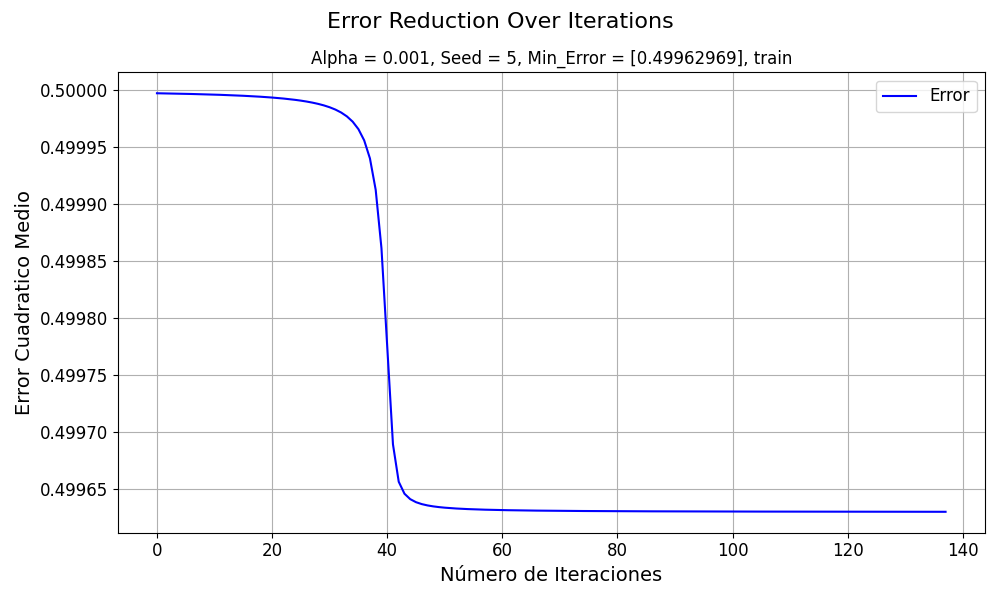 Error Reduction Over Iterations
Alpha = 0.001, Seed = 5, Min_Error = [0.49962969], train
Error
Error Cuadratico Medio
0.50000
0.49995
0.49990
0.49985
0.49980
0.49975
0.49970
0.49965
0 20 40 60 80 100 120 140
Número de Iteraciones